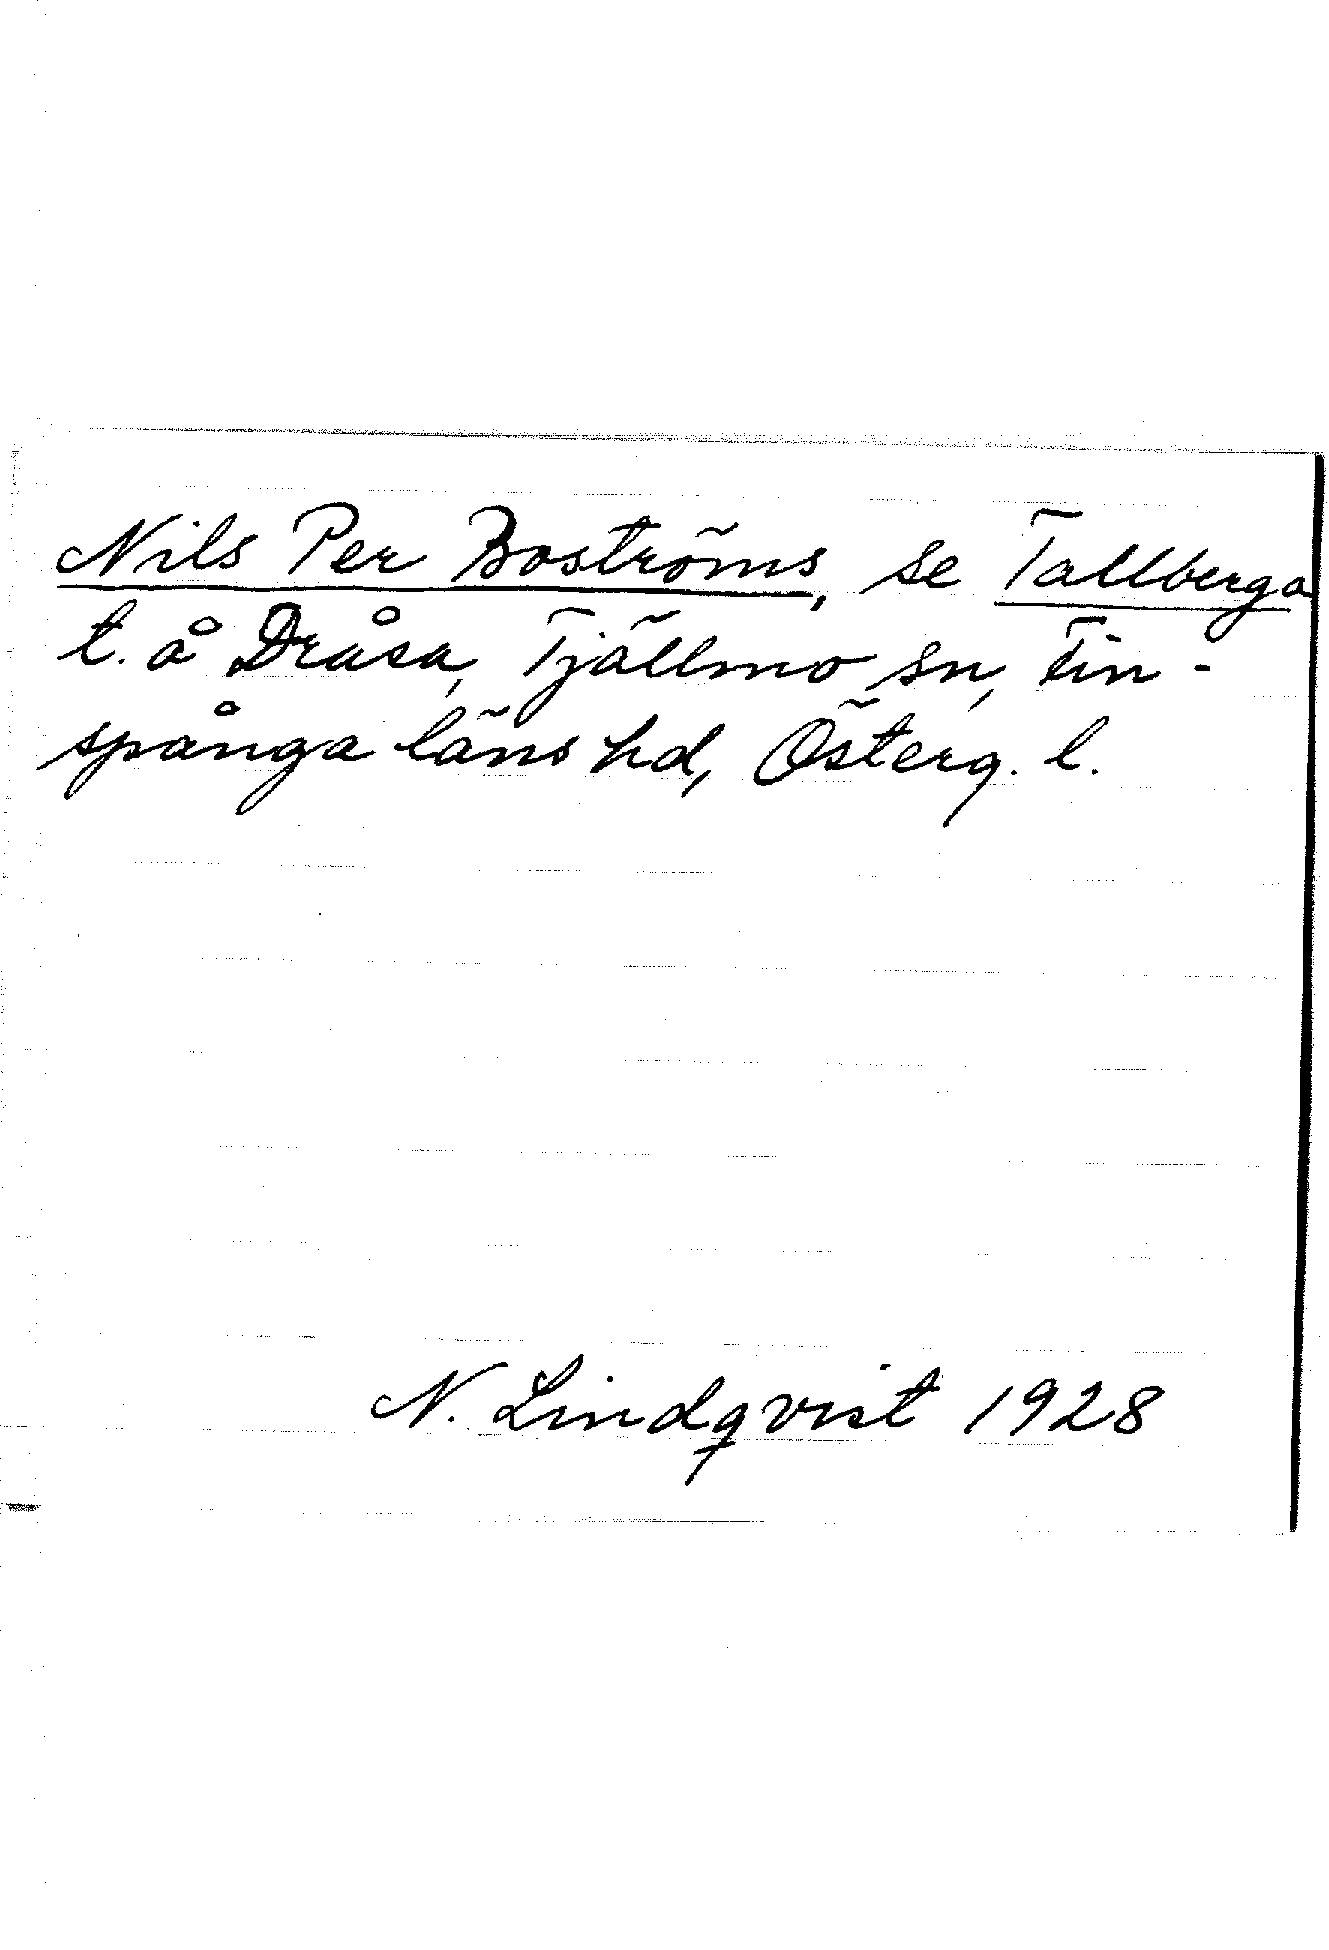 Nils Per Boströms, se Tallberga
t. å Dråsa, Tjällmo sn, Fin-
spånga läns hd, Österg. l.
N. Lindqvist 1928